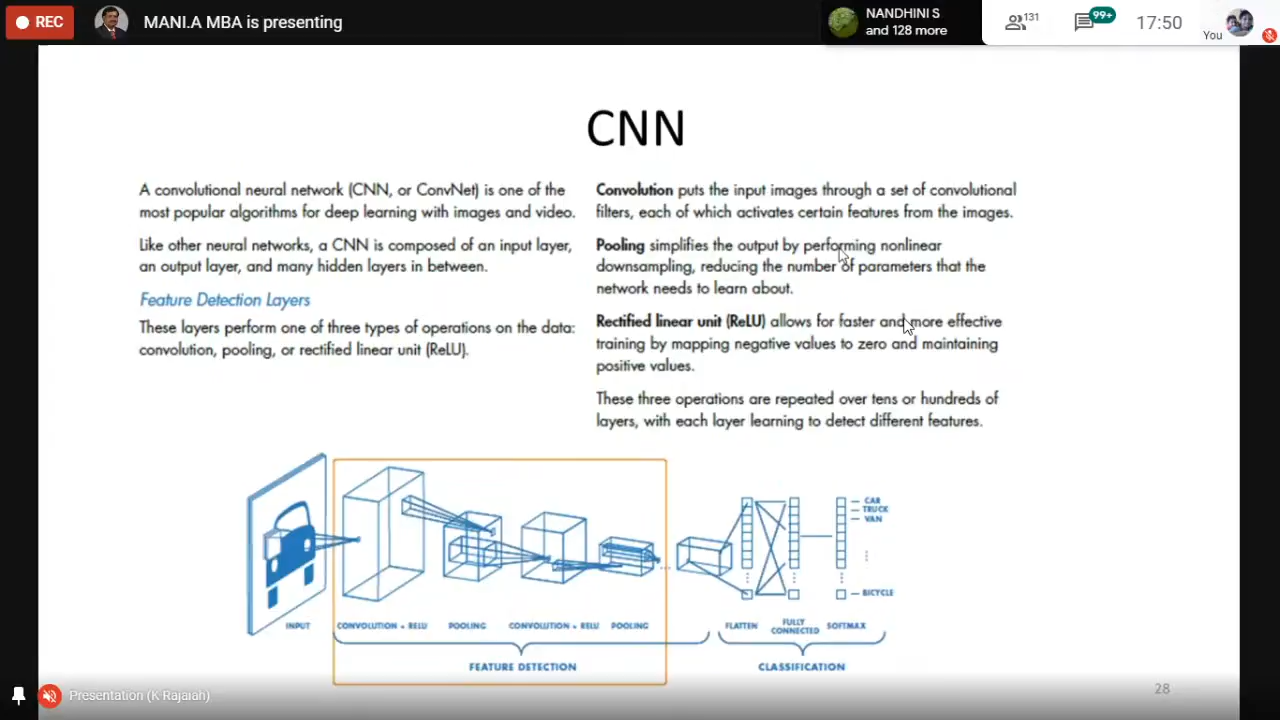 REC
MANI.A MBA is presenting
NANDHINI S
and 128 more
131
99+
17:50
You
CNN
A convolutional neural network (CNN, or ConvNet) is one of the
most popular algorithms for deep learning with images and video.
Like other neural networks, a CNN is composed of an input layer,
an output layer, and many hidden layers in between.
Feature Detection Layers
These layers perform one of three types of operations on the data:
convolution, pooling, or rectified linear unit (ReLU).
Convolution puts the input images through a set of convolutional
filters, each of which activates certain features from the images.
Pooling simplifies the output by performing nonlinear
downsampling, reducing the number of parameters that the
network needs to learn about.
Rectified linear unit (ReLU) allows for faster and more effective
training by mapping negative values to zero and maintaining
positive values.
These three operations are repeated over tens or hundreds of
layers, with each layer learning to detect different features.
CAR
TRUCK
VAN
BICYCLE
INPUT
CONVOLUTION + RELU
POOLING
CONVOLUTION + RELU
POOLING
FLATTEN
FULLY
CONNECTED
SOFTMAX
FEATURE DETECTION
CLASSIFICATION
28
Presentation (K Rajaiah)